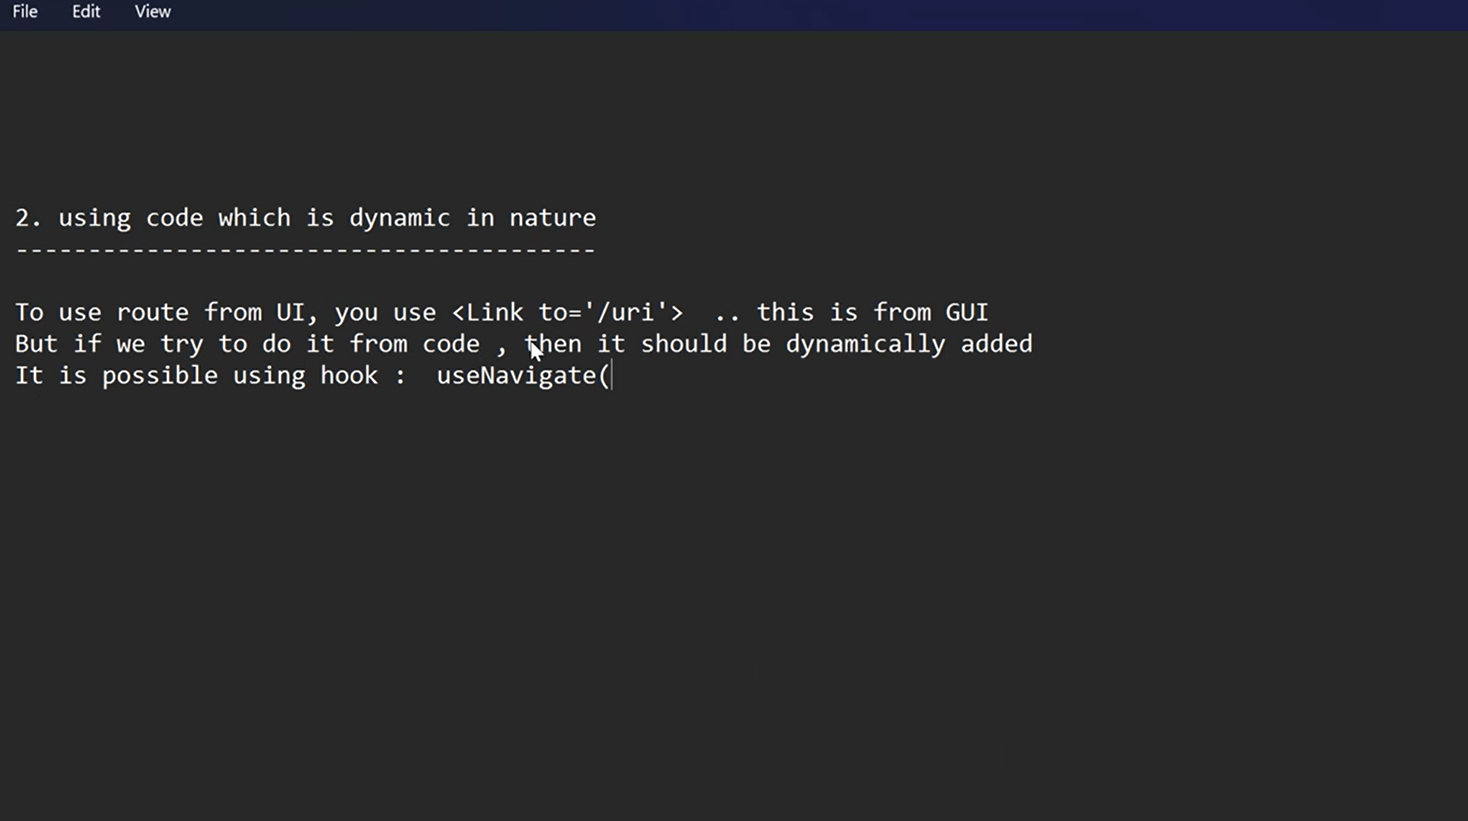 File Edit View
2. using code which is dynamic in nature
----------------------------------------
To use route from UI, you use <Link to='/uri'>  .. this is from GUI
But if we try to do it from code , then it should be dynamically added
It is possible using hook :  useNavigate(